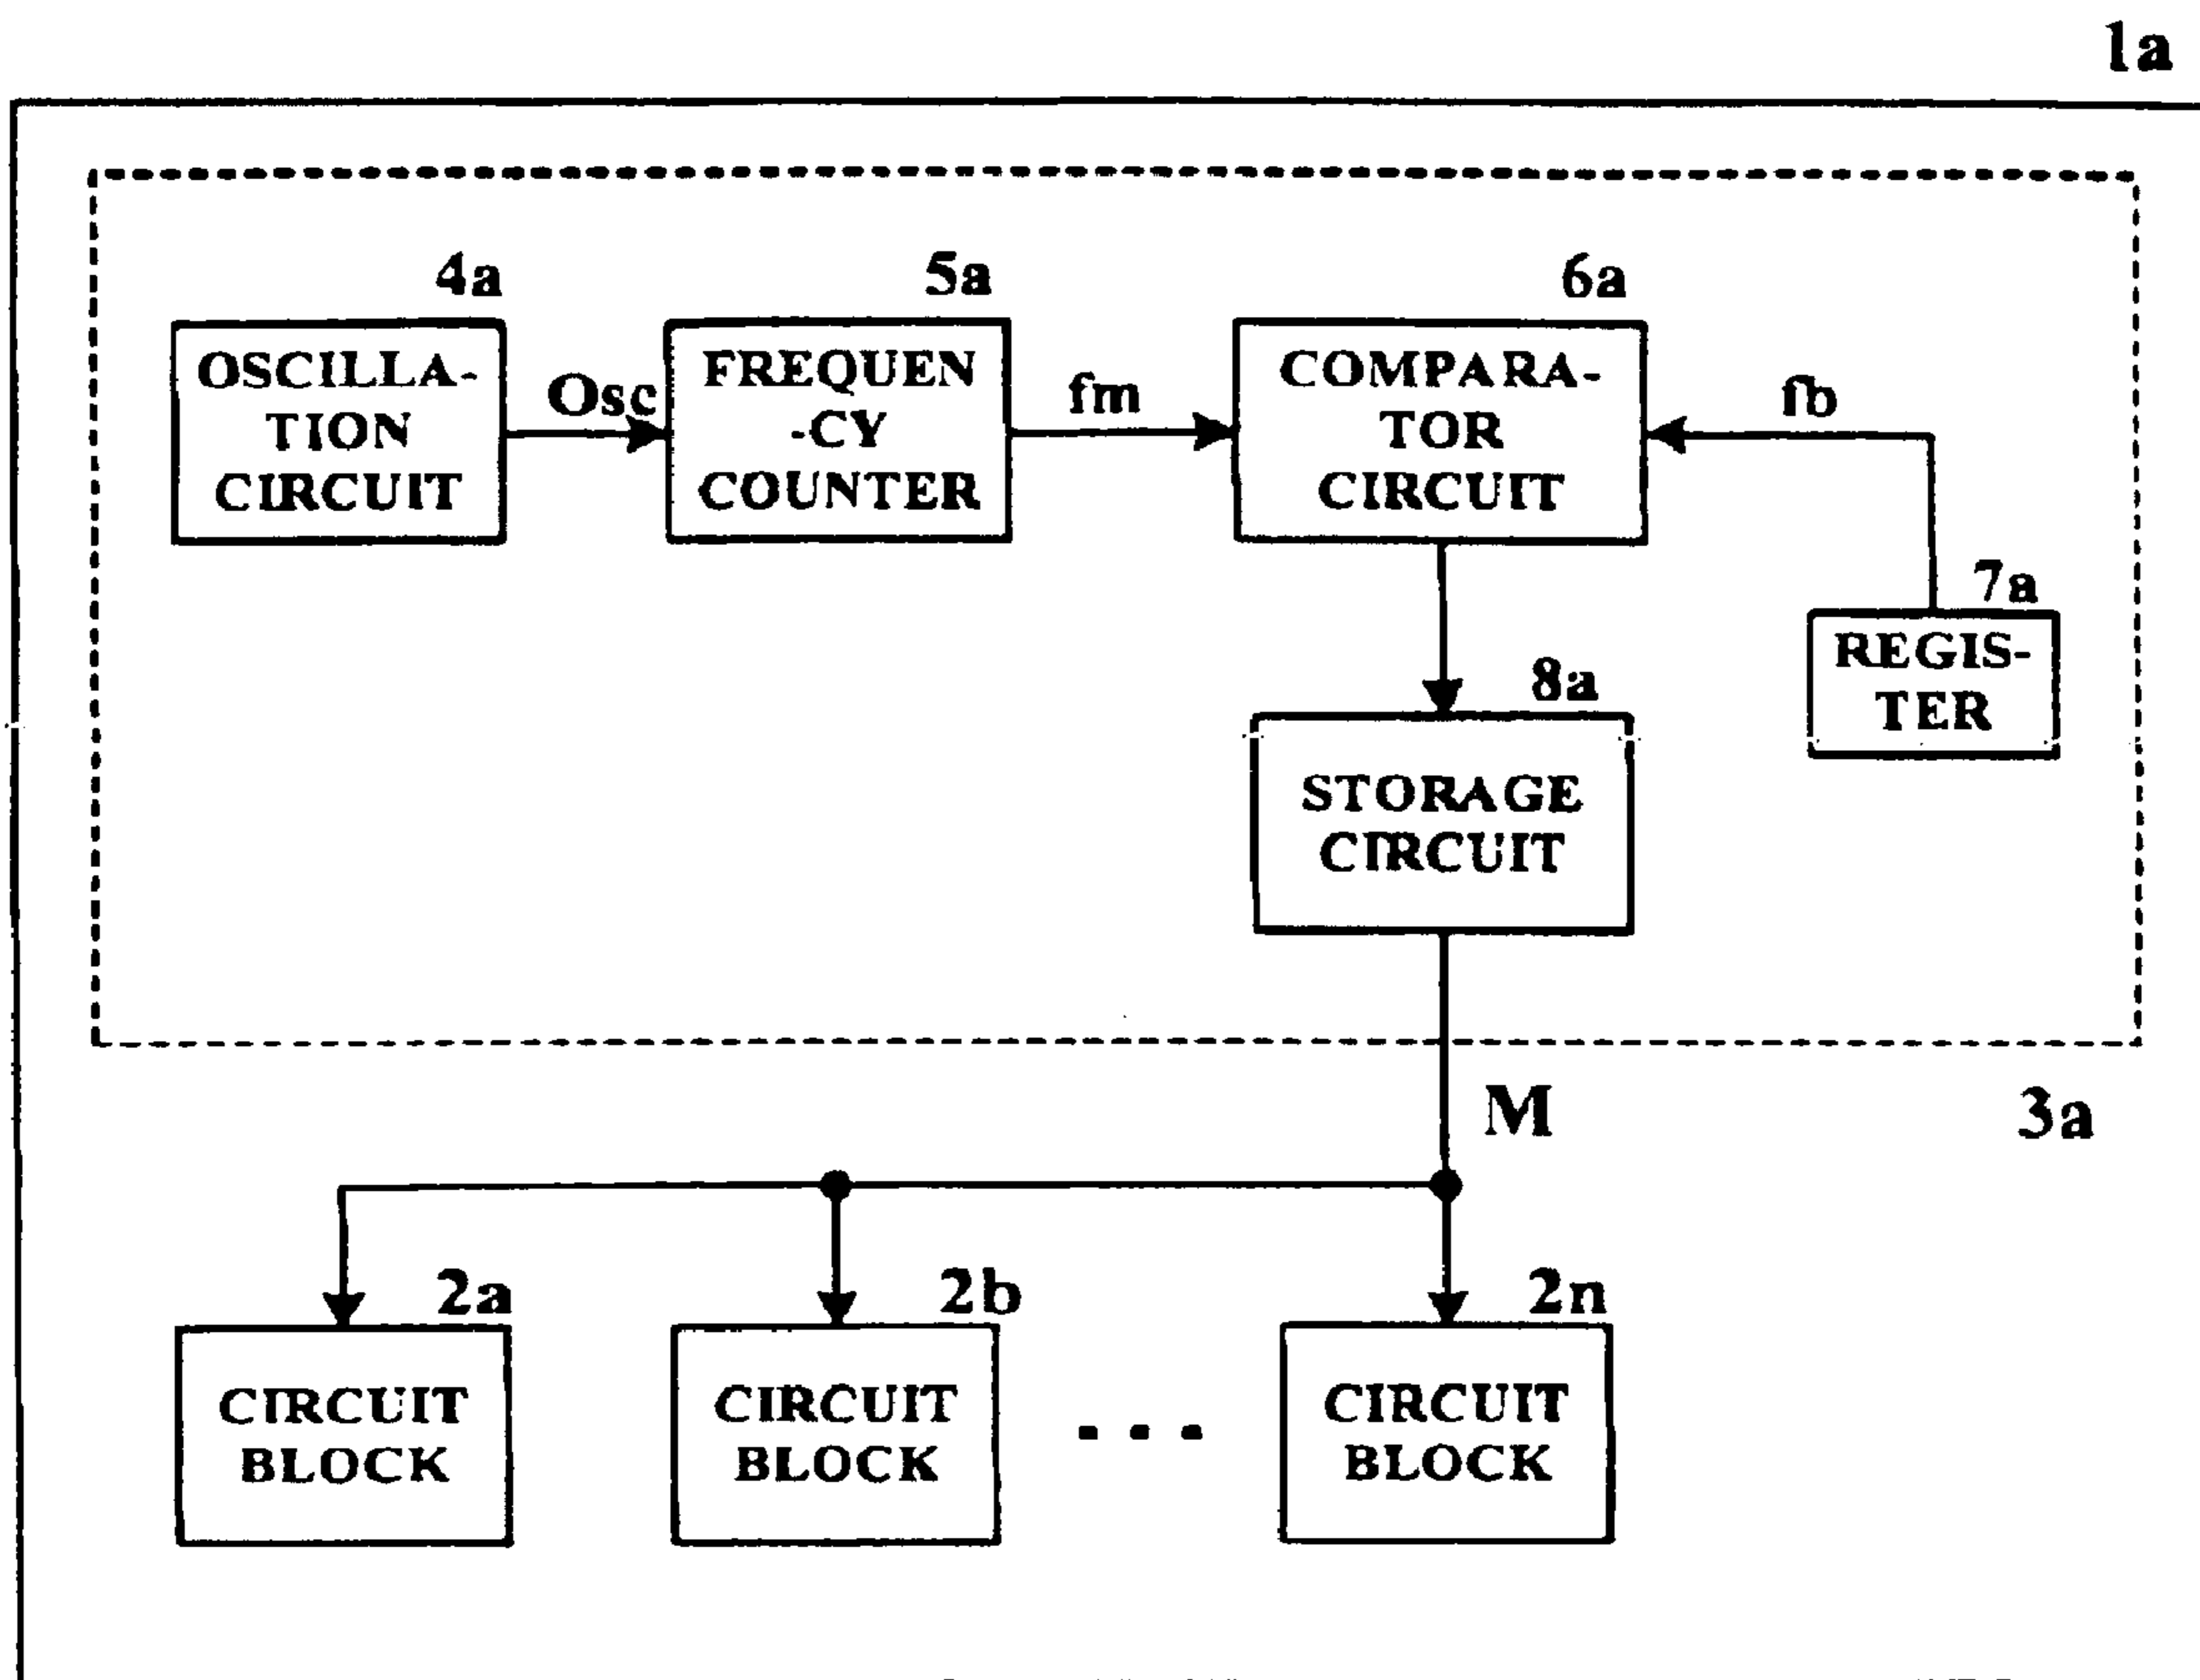 1a
4a
5a
6a
OSCILLA-
TION
CIRCUIT
Osc
FREQUEN
-CY
COUNTER
fm
COMPARA-
TOR
CIRCUIT
fb
7a
REGIS-
TER
8a
STORAGE
CIRCUIT
M
3a
2a
2b
2n
CIRCUIT
BLOCK
CIRCUIT
BLOCK
...
CIRCUIT
BLOCK